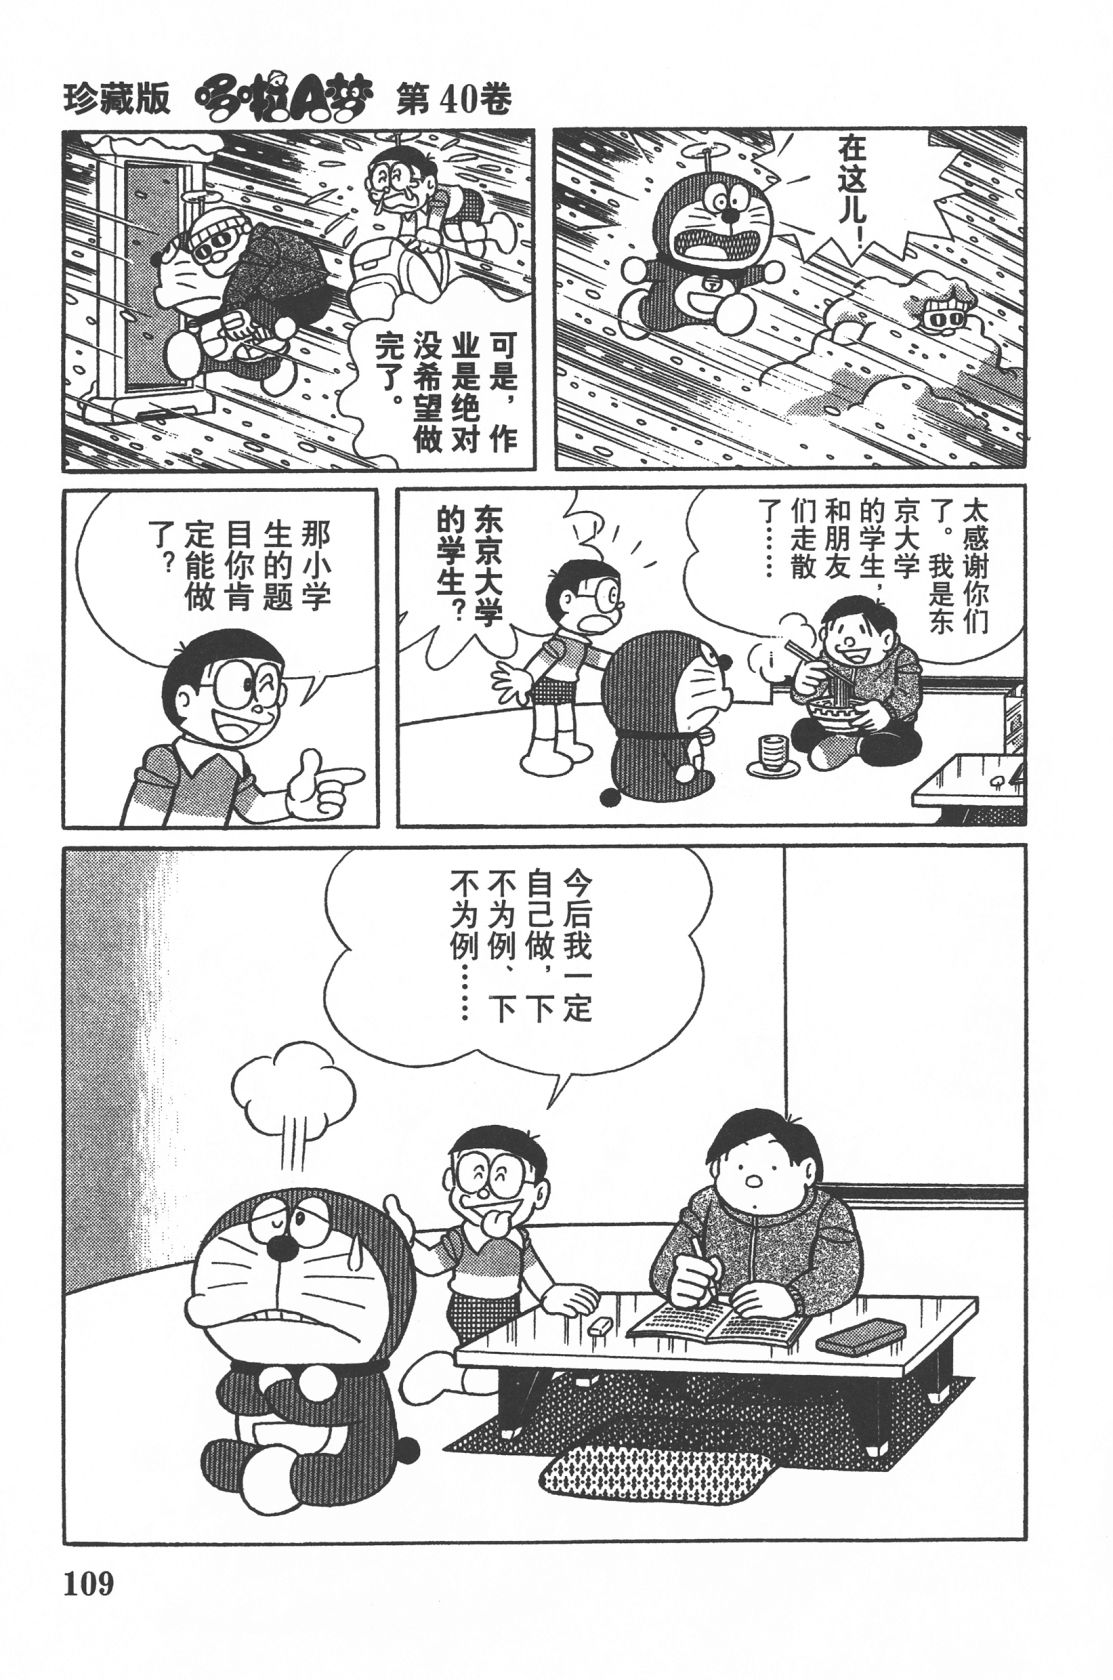 珍藏版 哆啦A梦 第40卷
在这儿！
可是，作
业是绝对
没希望做
完了。
太感谢你们
了。我是东
京大学
的学生，
和朋友
们走散
了……
东京大学
的学生？
那小学
生的题
目你肯
定能做
了？
今后我一定
自己做，下
不为例、下
不为例……
109